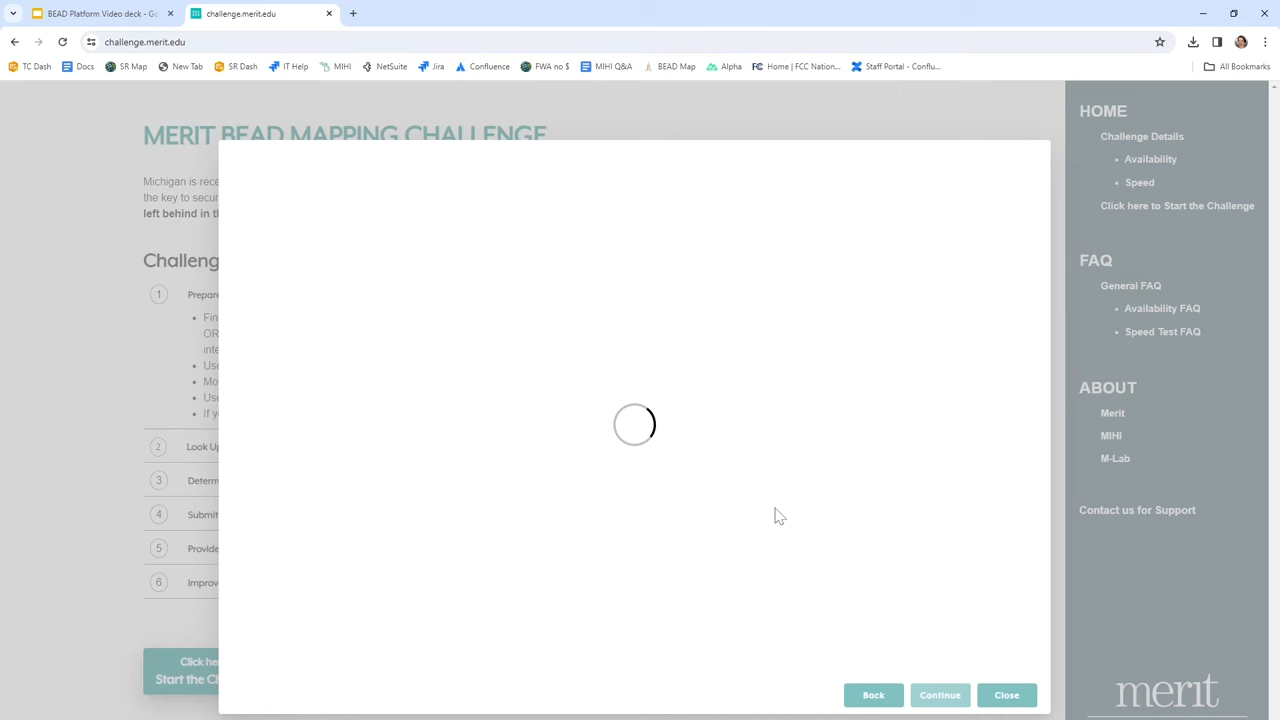 BEAD Platform Video deck - Go
challenge.merit.edu
challenge.merit.edu
TC Dash
Docs
SR Map
New Tab
SR Dash
IT Help
MIHI
NetSuite
Jira
Confluence
FWA no $
MIHI Q&A
BEAD Map
Alpha
Home | FCC Nation...
Staff Portal - Conflu...
All Bookmarks
MERIT BEAD MAPPING CHALLENGE
Michigan is rece
the key to secur
left behind in th
Challeng
1 Prepare
Fin
OR
inte
Use
Mo
Use
If y
2 Look Up
3 Determ
4 Submit
5 Provide
6 Improv
Click her
Start the Ch
Back
Continue
Close
HOME
Challenge Details
• Availability
• Speed
Click here to Start the Challenge
FAQ
General FAQ
• Availability FAQ
• Speed Test FAQ
ABOUT
Merit
MIHI
M-Lab
Contact us for Support
merit